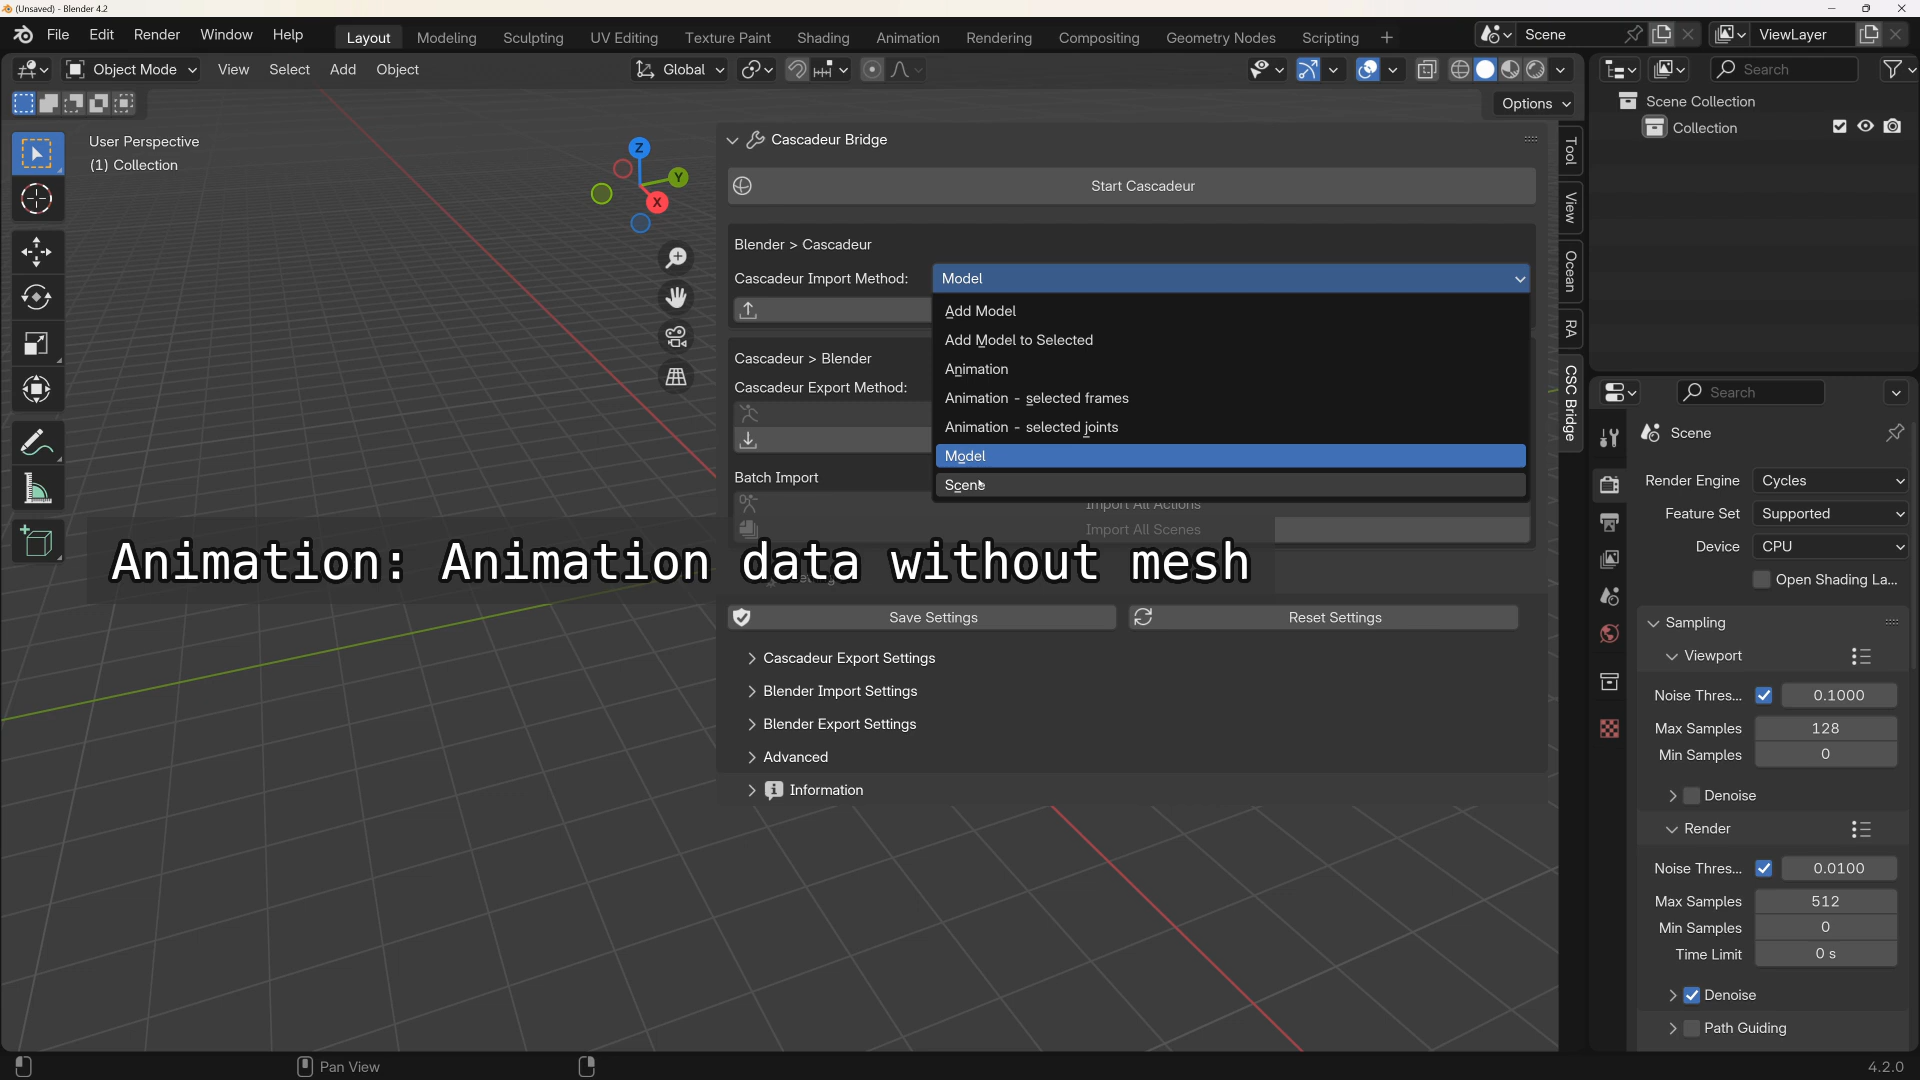 (Unsaved) - Blender 4.2
File Edit Render Window Help
Layout Modeling Sculpting UV Editing Texture Paint Shading Animation Rendering Compositing Geometry Nodes Scripting +
Scene ViewLayer
Object Mode View Select Add Object Global
Search
Options
User Perspective
(1) Collection
Z
Y
X
Scene Collection
Collection
Cascadeur Bridge
Start Cascadeur
Blender > Cascadeur
Cascadeur Import Method: Model
Add Model
Add Model to Selected
Animation
Animation - selected frames
Animation - selected joints
Model
Scene
Cascadeur > Blender
Cascadeur Export Method:
Batch Import
Import All Actions
Import All Scenes
Animation: Animation data without mesh
Save Settings Reset Settings
Cascadeur Export Settings
Blender Import Settings
Blender Export Settings
Advanced
Information
Tool
View
Ocean
RA
CSC Bridge
Search
Scene
Render Engine Cycles
Feature Set Supported
Device CPU
Open Shading La...
Sampling
Viewport
Noise Thres... 0.1000
Max Samples 128
Min Samples 0
Denoise
Render
Noise Thres... 0.0100
Max Samples 512
Min Samples 0
Time Limit 0 s
Denoise
Path Guiding
Pan View
4.2.0